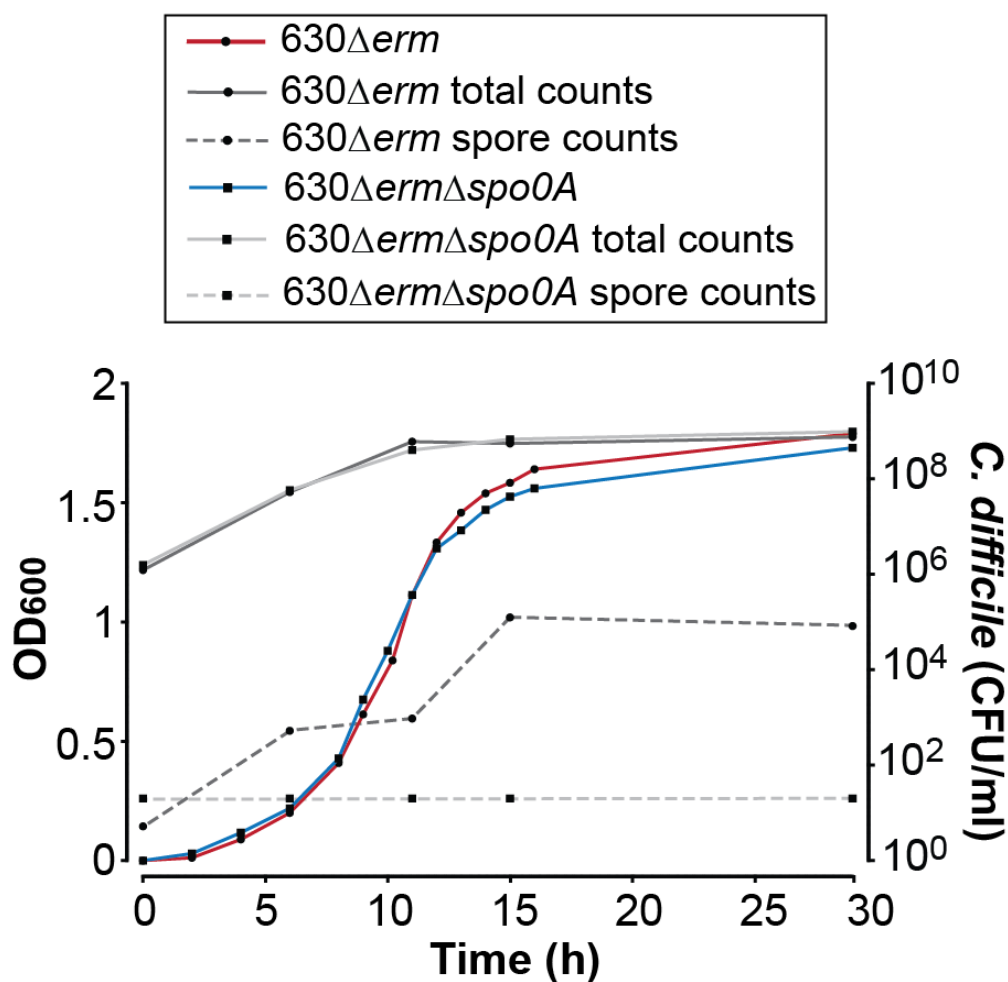 630Δerm
630Δerm total counts
630Δerm spore counts
630ΔermΔspo0A
630ΔermΔspo0A total counts
630ΔermΔspo0A spore counts
2
1.5
1
0.5
0
OD600
10^10
10^8
10^6
10^4
10^2
10^0
C. difficile (CFU/ml)
0 5 10 15 20 25 30
Time (h)